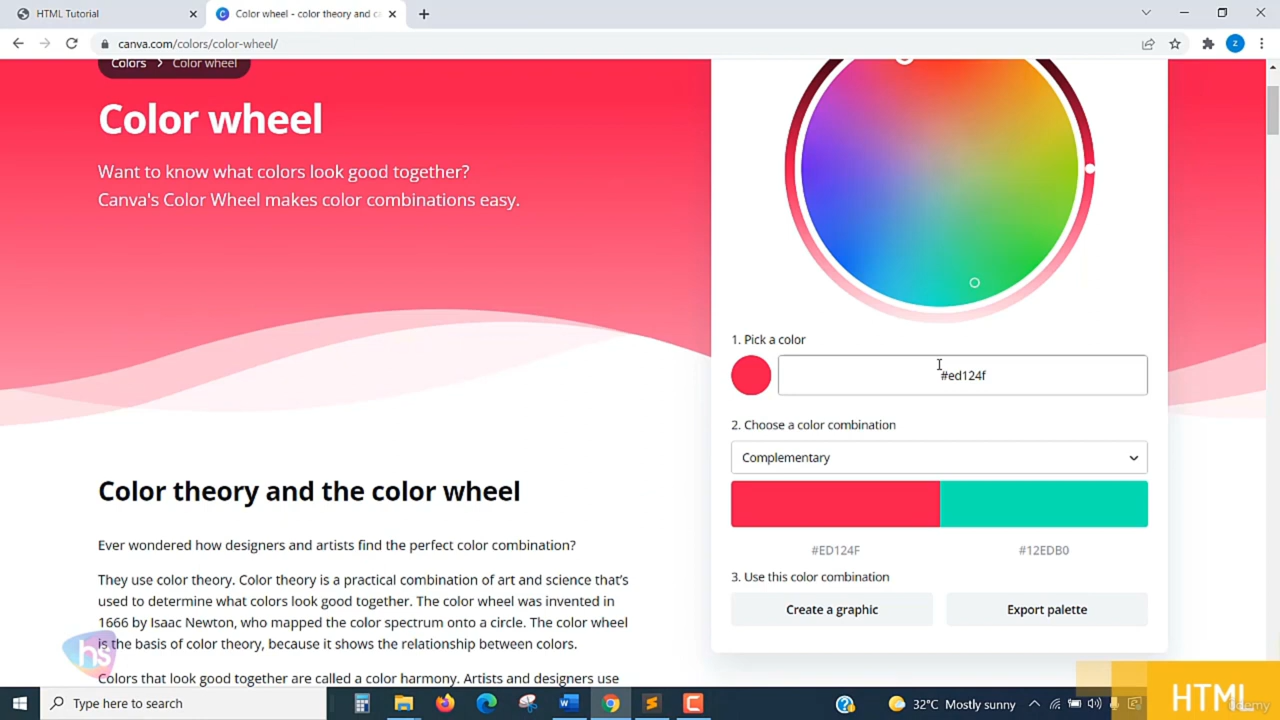 HTML Tutorial
Color wheel - color theory and ca
canva.com/colors/color-wheel/
Z
Colors > Color wheel
Color wheel
Want to know what colors look good together?
Canva's Color Wheel makes color combinations easy.
1. Pick a color
#ed124f
2. Choose a color combination
Complementary
#ED124F
#12EDB0
3. Use this color combination
Create a graphic
Export palette
Color theory and the color wheel
Ever wondered how designers and artists find the perfect color combination?
They use color theory. Color theory is a practical combination of art and science that's
used to determine what colors look good together. The color wheel was invented in
1666 by Isaac Newton, who mapped the color spectrum onto a circle. The color wheel
is the basis of color theory, because it shows the relationship between colors.
Colors that look good together are called a color harmony. Artists and designers use
hs
Type here to search
32°C Mostly sunny
HTML
Udemy